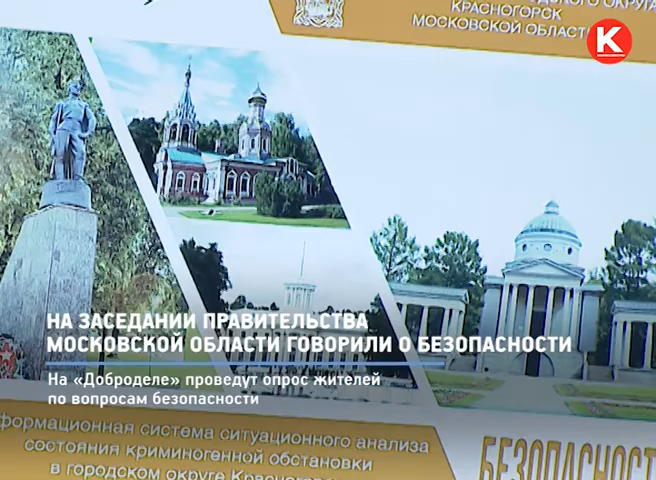 КРАСНОГОРСК
МОСКОВСКОЙ ОБЛАСТИ
К
НА ЗАСЕДАНИИ ПРАВИТЕЛЬСТВА
МОСКОВСКОЙ ОБЛАСТИ ГОВОРИЛИ О БЕЗОПАСНОСТИ
На «Доброделе» проведут опрос жителей
по вопросам безопасности
формационная система ситуационного анализа
состояния криминогенной обстановки
в городском округе Красногор
БЕЗОПАСНОСТ